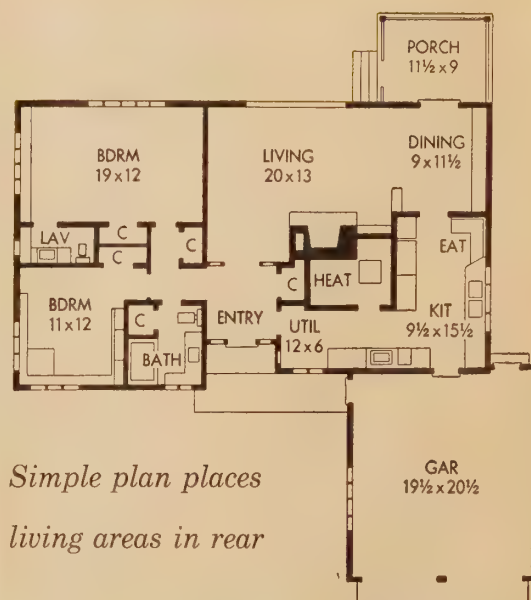 PORCH
11½ x 9
BDRM
19 x 12
LIVING
20 x 13
DINING
9 x 11½
LAV
C
C
C
EAT
BDRM
11 x 12
C
HEAT
C
BATH
ENTRY
UTIL
12 x 6
KIT
9½ x 15½
Simple plan places
living areas in rear
GAR
19½ x 20½